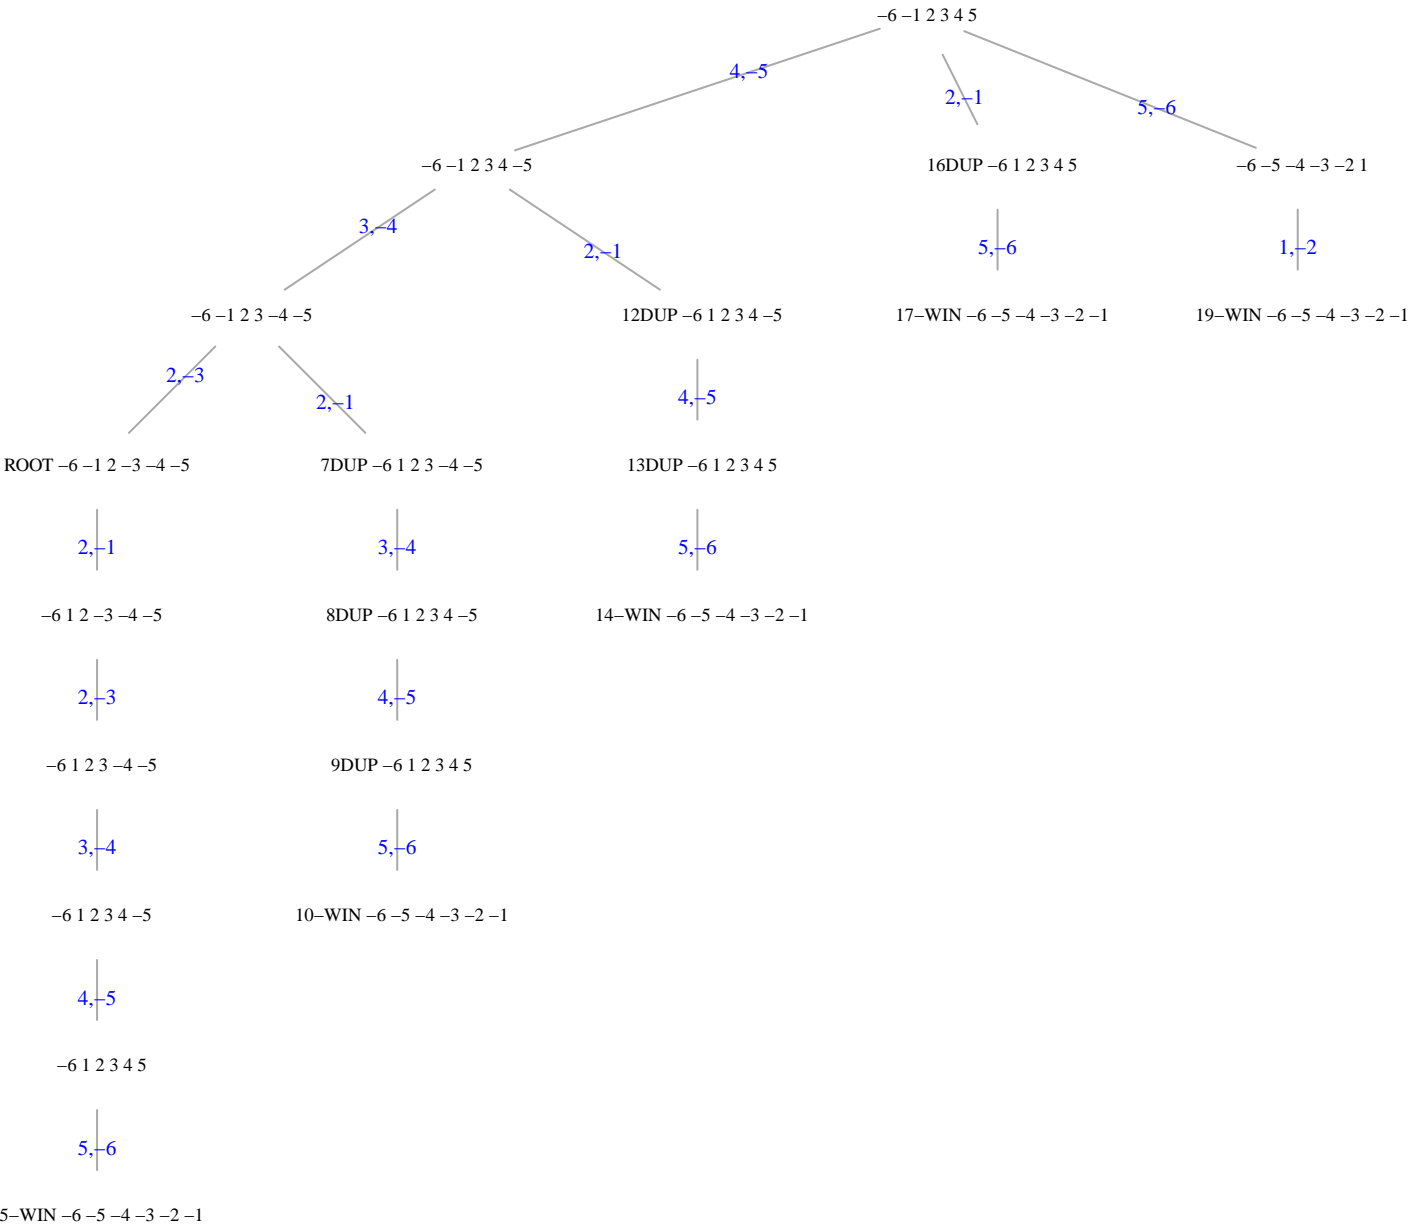 –6 –1 2 3 4 5
4,–5
2,–1
5,–6
–6 –1 2 3 4 –5
16DUP –6 1 2 3 4 5
–6 –5 –4 –3 –2 1
3,–4
2,–1
5,–6
1,–2
–6 –1 2 3 –4 –5
12DUP –6 1 2 3 4 –5
17–WIN –6 –5 –4 –3 –2 –1
19–WIN –6 –5 –4 –3 –2 –1
2,–3
2,–1
4,–5
ROOT –6 –1 2 –3 –4 –5
7DUP –6 1 2 3 –4 –5
13DUP –6 1 2 3 4 5
2,–1
3,–4
5,–6
–6 1 2 –3 –4 –5
8DUP –6 1 2 3 4 –5
14–WIN –6 –5 –4 –3 –2 –1
2,–3
4,–5
–6 1 2 3 –4 –5
9DUP –6 1 2 3 4 5
3,–4
5,–6
–6 1 2 3 4 –5
10–WIN –6 –5 –4 –3 –2 –1
4,–5
–6 1 2 3 4 5
5,–6
5–WIN –6 –5 –4 –3 –2 –1